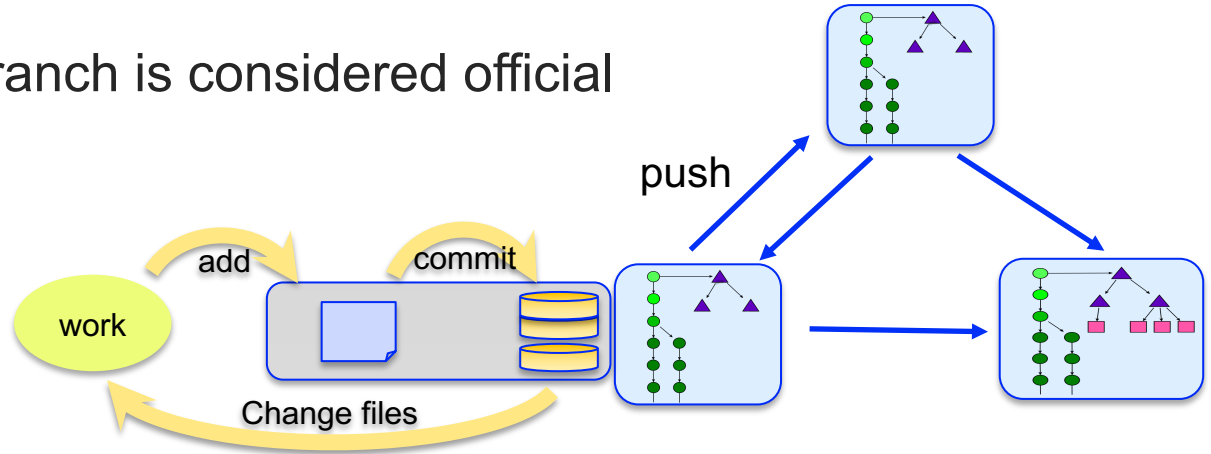 ranch is considered official
push
add
commit
work
Change files